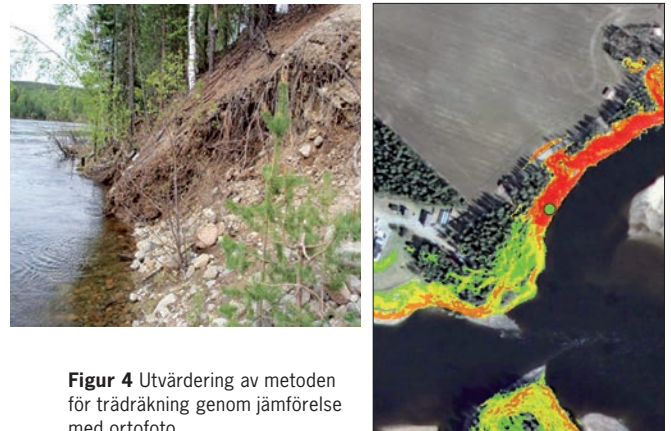 Figur 4 Utvärdering av metoden
för trädräkning genom jämförelse
med ortofoto